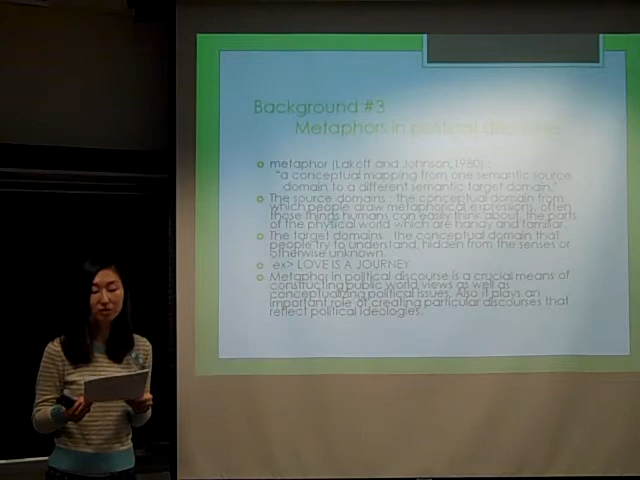 Background #3
Metaphors in political
metaphor (Lakoff and Johnson,1980) :
"a conceptual mapping from one semantic source
domain to a different semantic target domain."
The source domains : the conceptual domain from
which people draw metaphorical expressions, often
those things humans can easily think about, the parts
of the physical world which are handy and familiar.
The target domains : the conceptual domain that
people try to understand, hidden from the senses or
otherwise unknown.
ex> LOVE IS A JOURNEY
Metaphor in political discourse is a crucial means of
constructing public world views as well as
conceptualizing political issues. Also it plays an
important role of creating particular discourses that
reflect political ideologies.